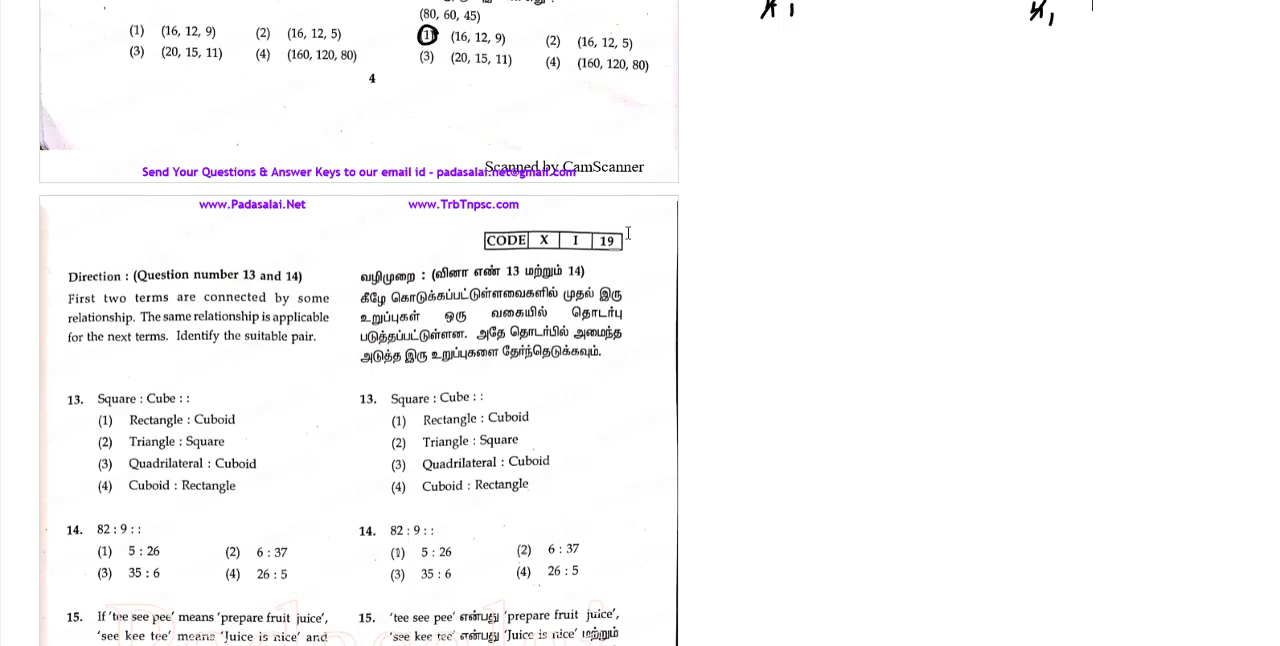 (80, 60, 45)
(1) (16, 12, 9) (2) (16, 12, 5)
(3) (20, 15, 11) (4) (160, 120, 80)
(1) (16, 12, 9) (2) (16, 12, 5)
(3) (20, 15, 11) (4) (160, 120, 80)
4
Scanned by CamScanner
Send Your Questions & Answer Keys to our email id - padasalai.net@gmail.com
www.Padasalai.Net www.TrbTnpsc.com
CODE X I 19
Direction : (Question number 13 and 14)
First two terms are connected by some
relationship. The same relationship is applicable
for the next terms. Identify the suitable pair.
13. Square : Cube : :
(1) Rectangle : Cuboid
(2) Triangle : Square
(3) Quadrilateral : Cuboid
(4) Cuboid : Rectangle
14. 82 : 9 : :
(1) 5 : 26 (2) 6 : 37
(3) 35 : 6 (4) 26 : 5
15. If 'tee see pee' means 'prepare fruit juice',
'see kee tee' means 'Juice is nice' and
வழிமுறை : (வினா எண் 13 மற்றும் 14)
கீழே கொடுக்கப்பட்டுள்ளவைகளில் முதல் இரு
உறுப்புகள் ஒரு வகையில் தொடர்பு
படுத்தப்பட்டுள்ளன. அதே தொடர்பில் அமைந்த
அடுத்த இரு உறுப்புகளை தேர்ந்தெடுக்கவும்.
13. Square : Cube : :
(1) Rectangle : Cuboid
(2) Triangle : Square
(3) Quadrilateral : Cuboid
(4) Cuboid : Rectangle
14. 82 : 9 : :
(1) 5 : 26 (2) 6 : 37
(3) 35 : 6 (4) 26 : 5
15. 'tee see pee' என்பது 'prepare fruit juice',
'see kee tee' என்பது 'Juice is nice' மற்றும்